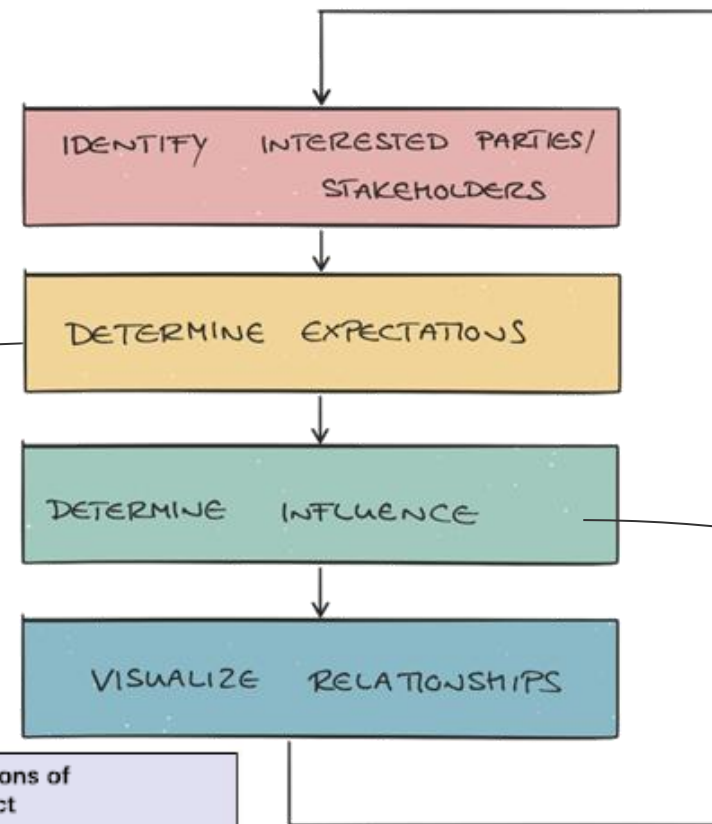 IDENTIFY INTERESTED PARTIES/
STAKEHOLDERS
DETERMINE EXPECTATIONS
DETERMINE INFLUENCE
VISUALIZE RELATIONSHIPS
ons of
ct